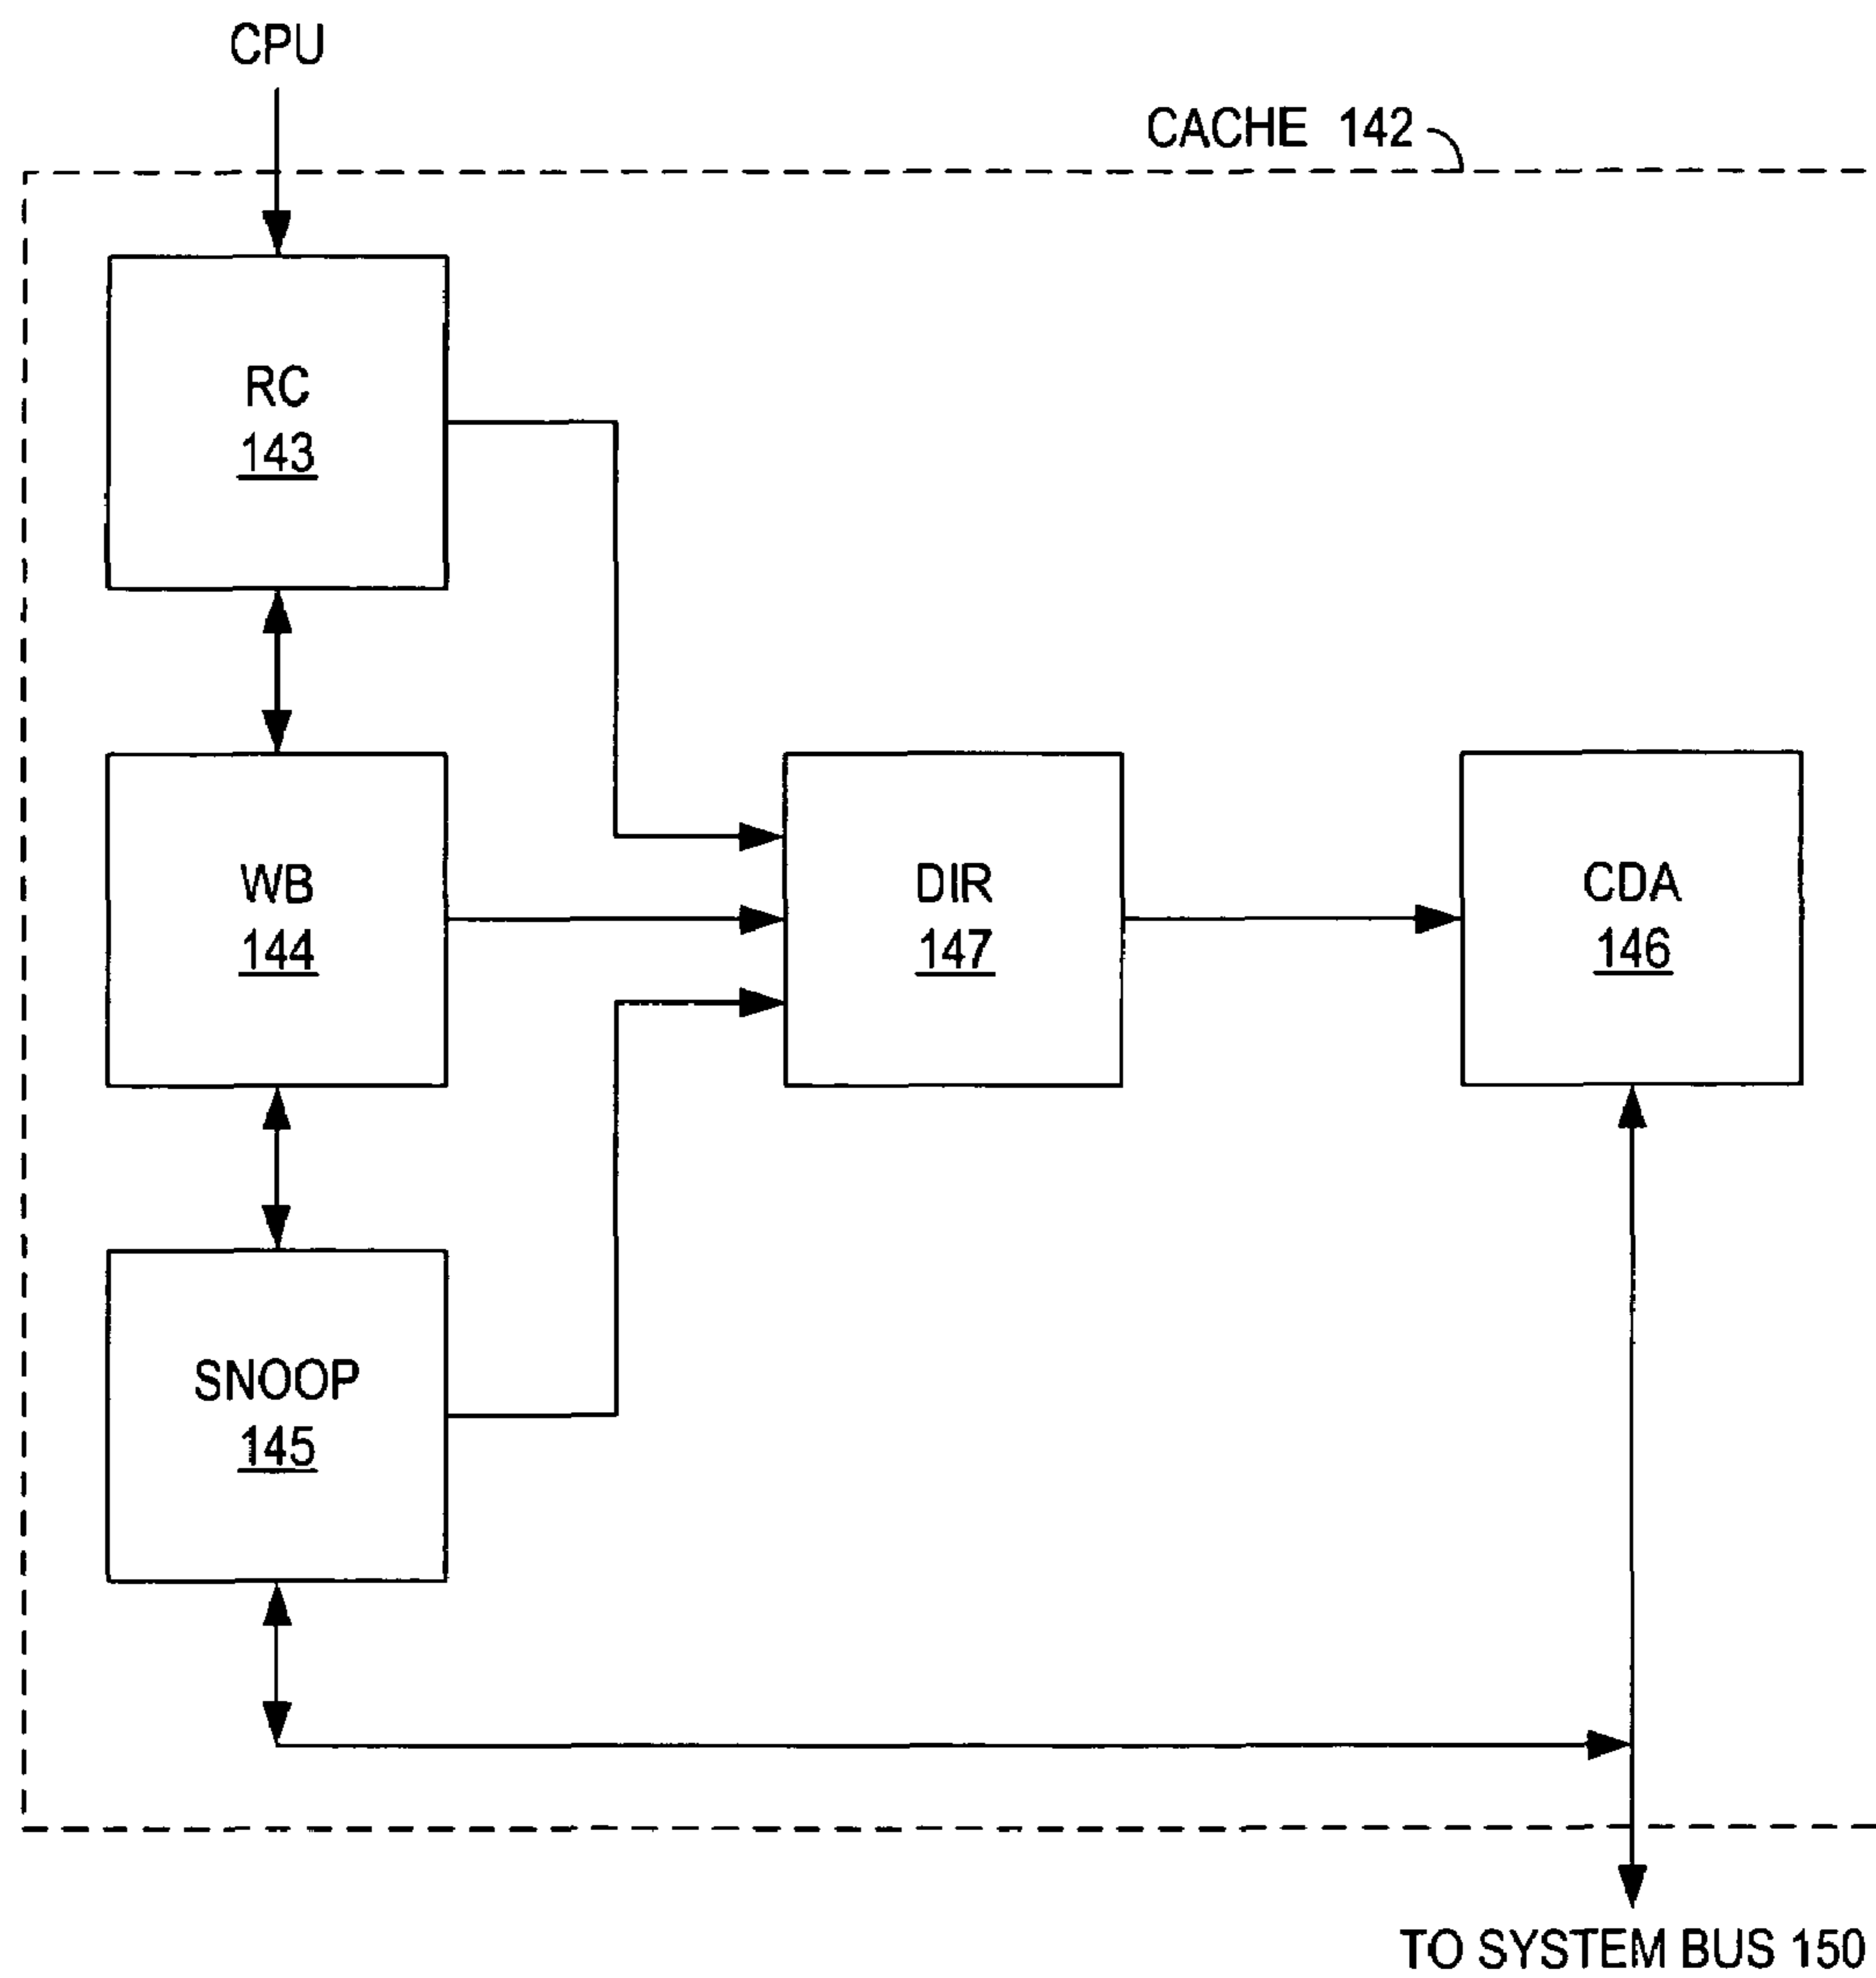 CPU
CACHE 142
RC
143
WB
144
DIR
147
CDA
146
SNOOP
145
TO SYSTEM BUS 150